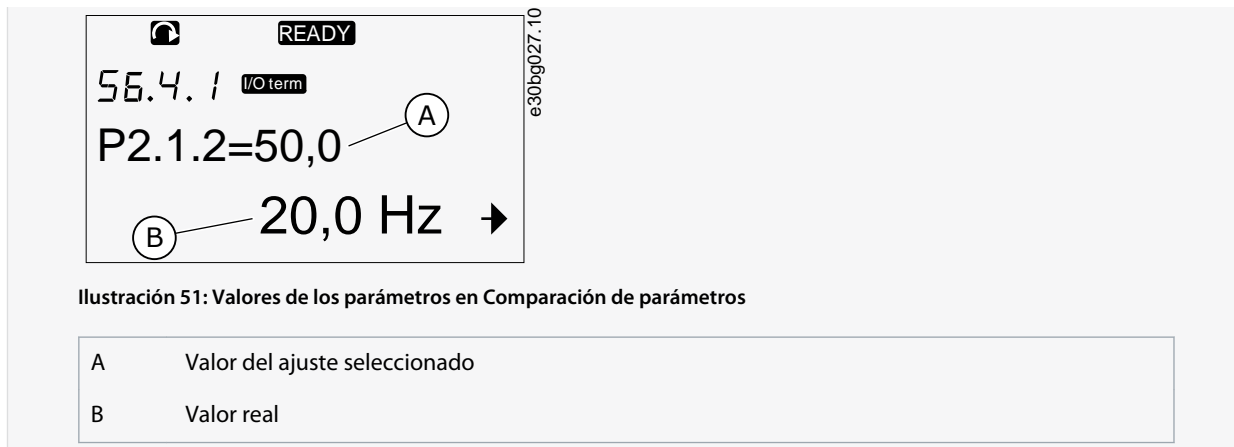 READY
S6.4.1 I/O term
P2.1.2=50,0
A
20,0 Hz
B
e30bg027.10
Ilustración 51: Valores de los parámetros en Comparación de parámetros
A Valor del ajuste seleccionado
B Valor real